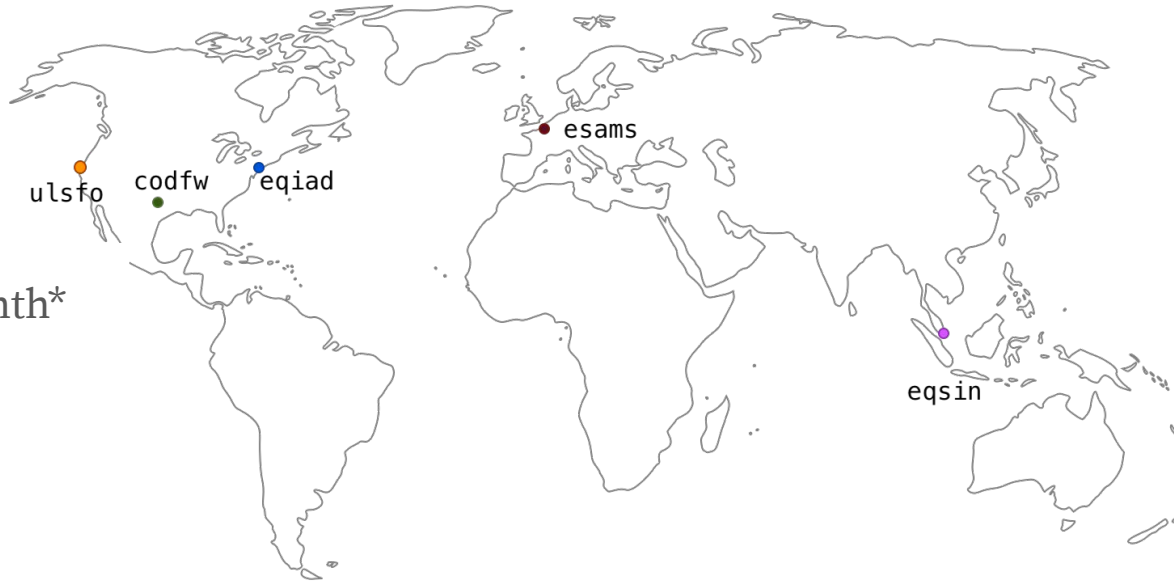 esams
codfw eqiad
ulsfo
nth*
eqsin